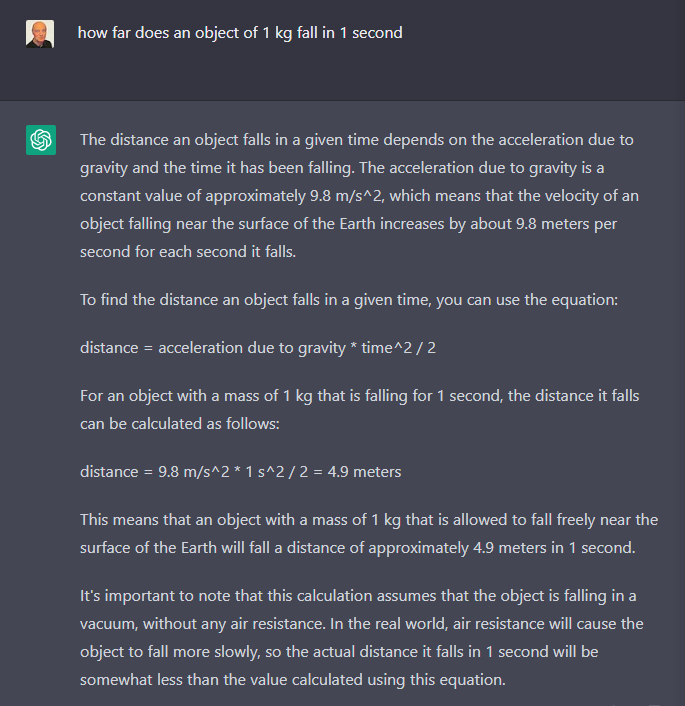 how far does an object of 1 kg fall in 1 second
The distance an object falls in a given time depends on the acceleration due to
gravity and the time it has been falling. The acceleration due to gravity is a
constant value of approximately 9.8 m/s^2, which means that the velocity of an
object falling near the surface of the Earth increases by about 9.8 meters per
second for each second it falls.
To find the distance an object falls in a given time, you can use the equation:
distance = acceleration due to gravity * time^2 / 2
For an object with a mass of 1 kg that is falling for 1 second, the distance it falls
can be calculated as follows:
distance = 9.8 m/s^2 * 1 s^2 / 2 = 4.9 meters
This means that an object with a mass of 1 kg that is allowed to fall freely near the
surface of the Earth will fall a distance of approximately 4.9 meters in 1 second.
It's important to note that this calculation assumes that the object is falling in a
vacuum, without any air resistance. In the real world, air resistance will cause the
object to fall more slowly, so the actual distance it falls in 1 second will be
somewhat less than the value calculated using this equation.